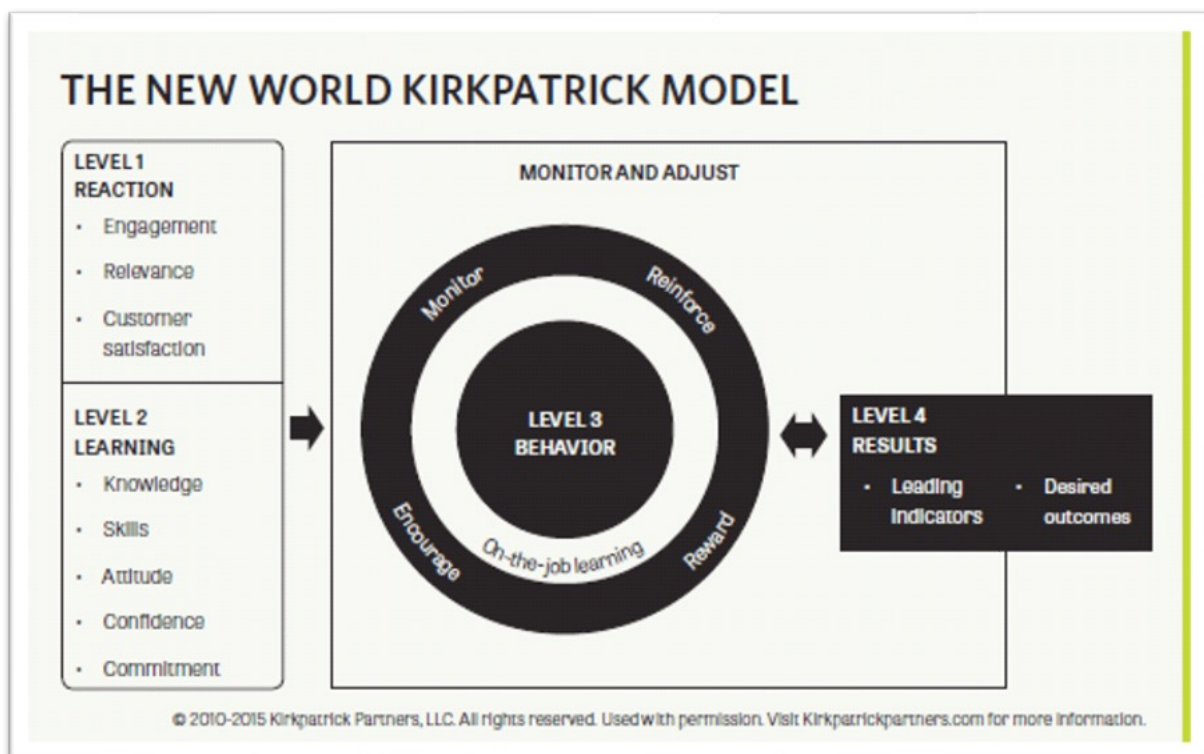 THE NEW WORLD KIRKPATRICK MODEL
LEVEL 1
REACTION
• Engagement
• Relevance
• Customer
satisfaction
LEVEL 2
LEARNING
• Knowledge
• Skills
• Attitude
• Confidence
• Commitment
MONITOR AND ADJUST
Monitor
Reinforce
Encourage
Reward
On-the-job learning
LEVEL 3
BEHAVIOR
LEVEL 4
RESULTS
• Leading
indicators
• Desired
outcomes
© 2010-2015 Kirkpatrick Partners, LLC. All rights reserved. Used with permission. Visit Kirkpatrickpartners.com for more information.